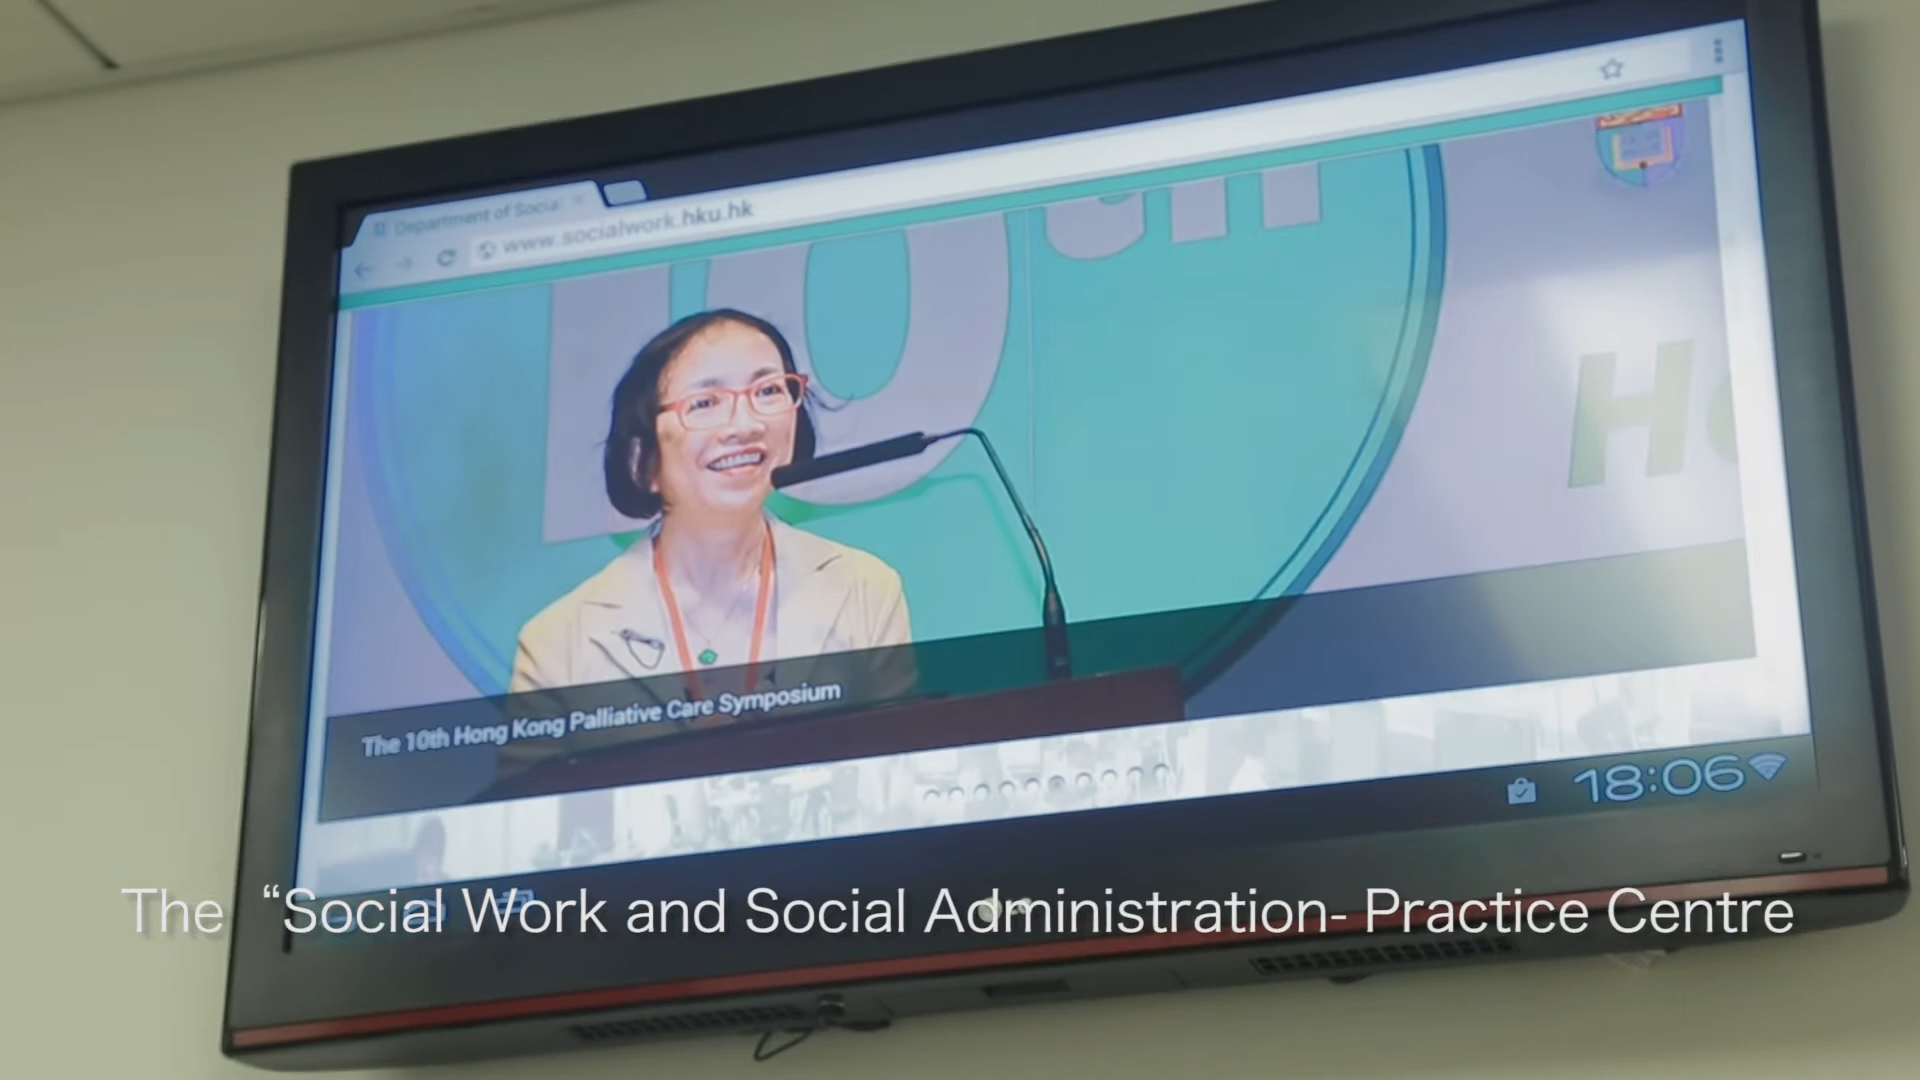 Department of Socia
www.socialwork.hku.hk
10th
H
The 10th Hong Kong Palliative Care Symposium
18:06
The “Social Work and Social Administration- Practice Centre